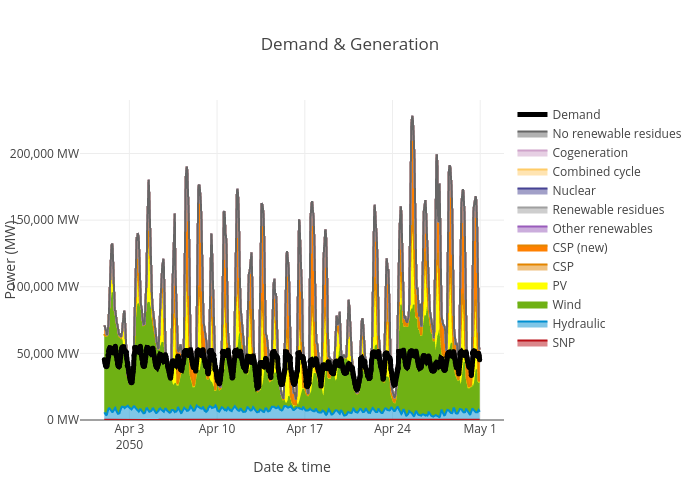 Demand & Generation
Power (MW)
200,000 MW
150,000 MW
100,000 MW
50,000 MW
0 MW
Apr 3
2050
Apr 10
Apr 17
Apr 24
May 1
Date & time
Demand
No renewable residues
Cogeneration
Combined cycle
Nuclear
Renewable residues
Other renewables
CSP (new)
CSP
PV
Wind
Hydraulic
SNP